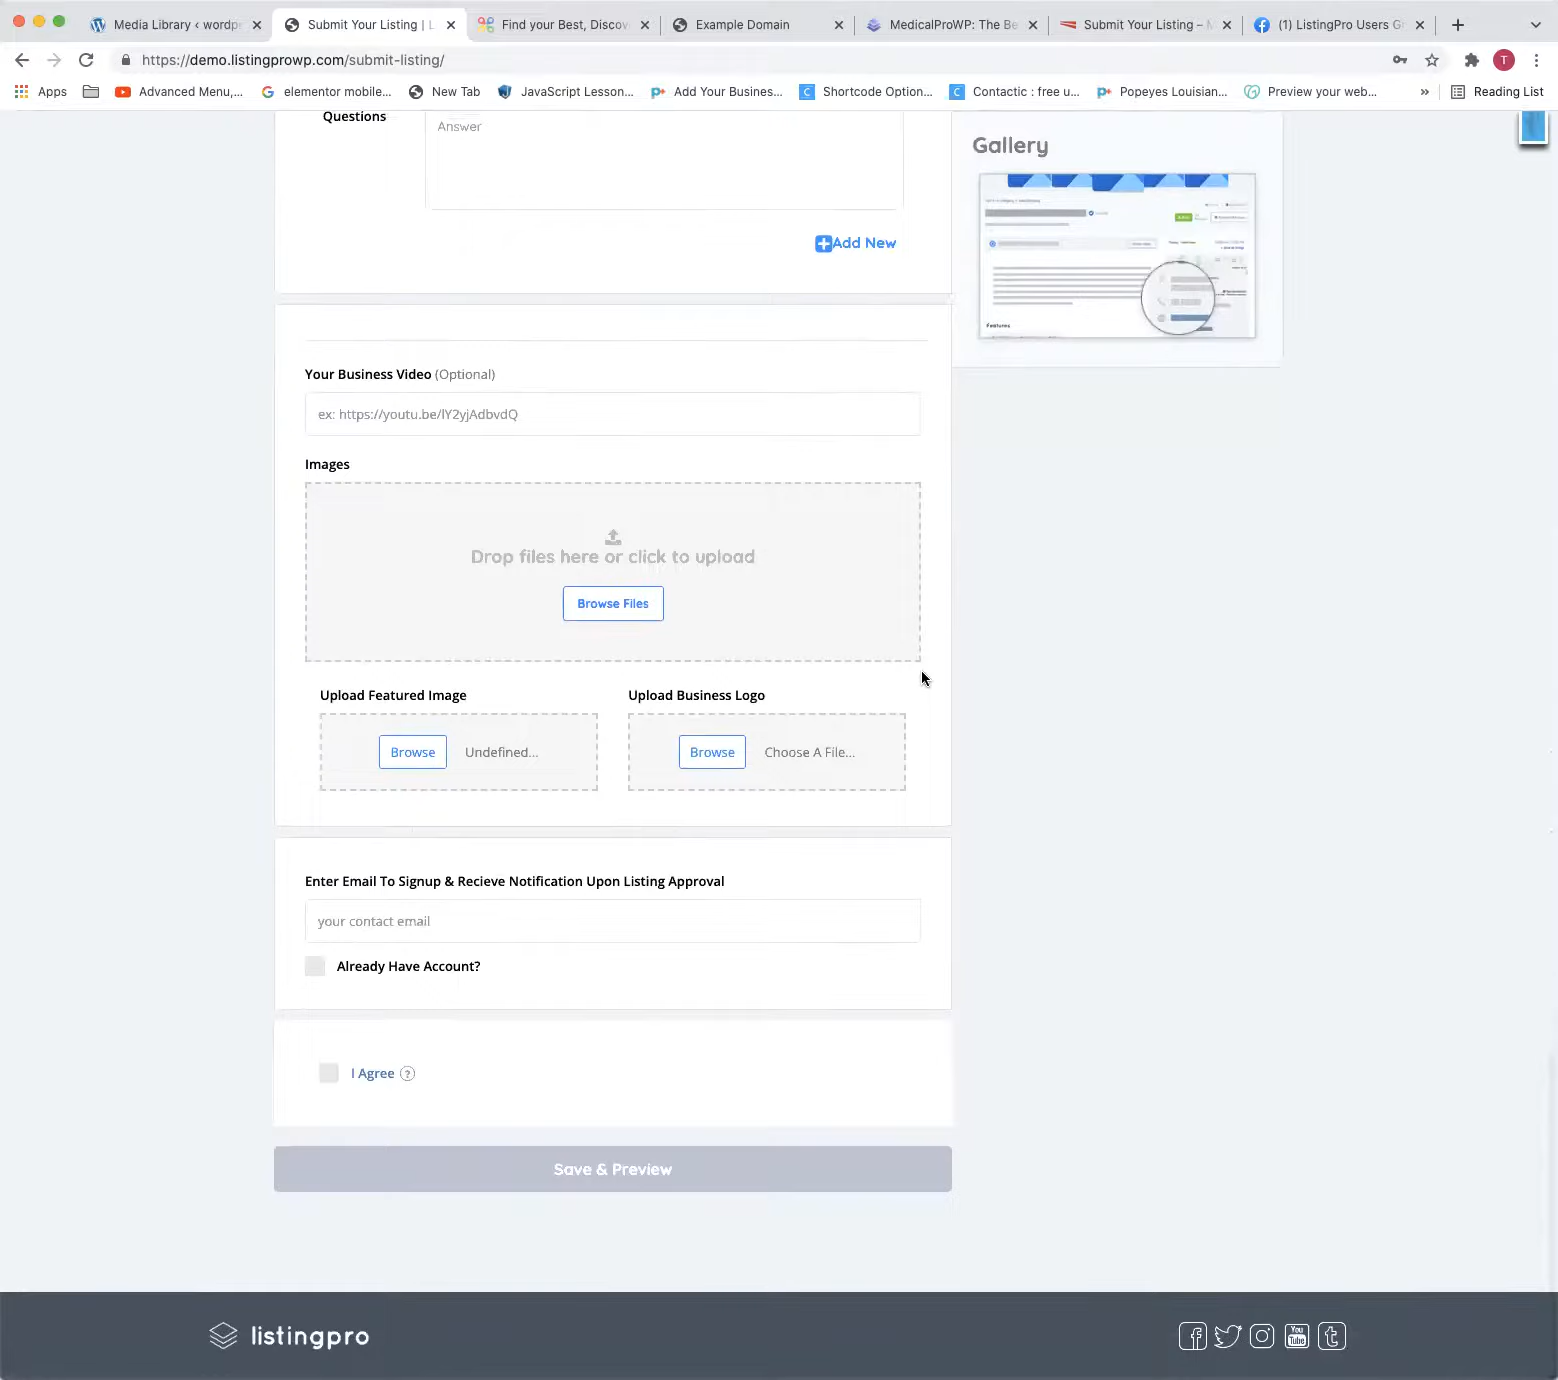 Media Library ‹ wordp
Submit Your Listing | L
Find your Best, Discov
Example Domain
MedicalProWP: The Be
Submit Your Listing – M
(1) ListingPro Users Gr
https://demo.listingprowp.com/submit-listing/
T
Apps
Advanced Menu,...
elementor mobile...
New Tab
JavaScript Lesson...
Add Your Busines...
Shortcode Option...
Contactic : free u...
Popeyes Louisian...
Preview your web...
»
Reading List
Questions
Answer
Gallery
Features
Add New
Your Business Video (Optional)
ex: https://youtu.be/lY2yjAdbvdQ
Images
Drop files here or click to upload
Browse Files
Upload Featured Image
Upload Business Logo
Browse
Undefined...
Browse
Choose A File...
Enter Email To Signup & Recieve Notification Upon Listing Approval
your contact email
Already Have Account?
I Agree ?
Save & Preview
listingpro
You Tube